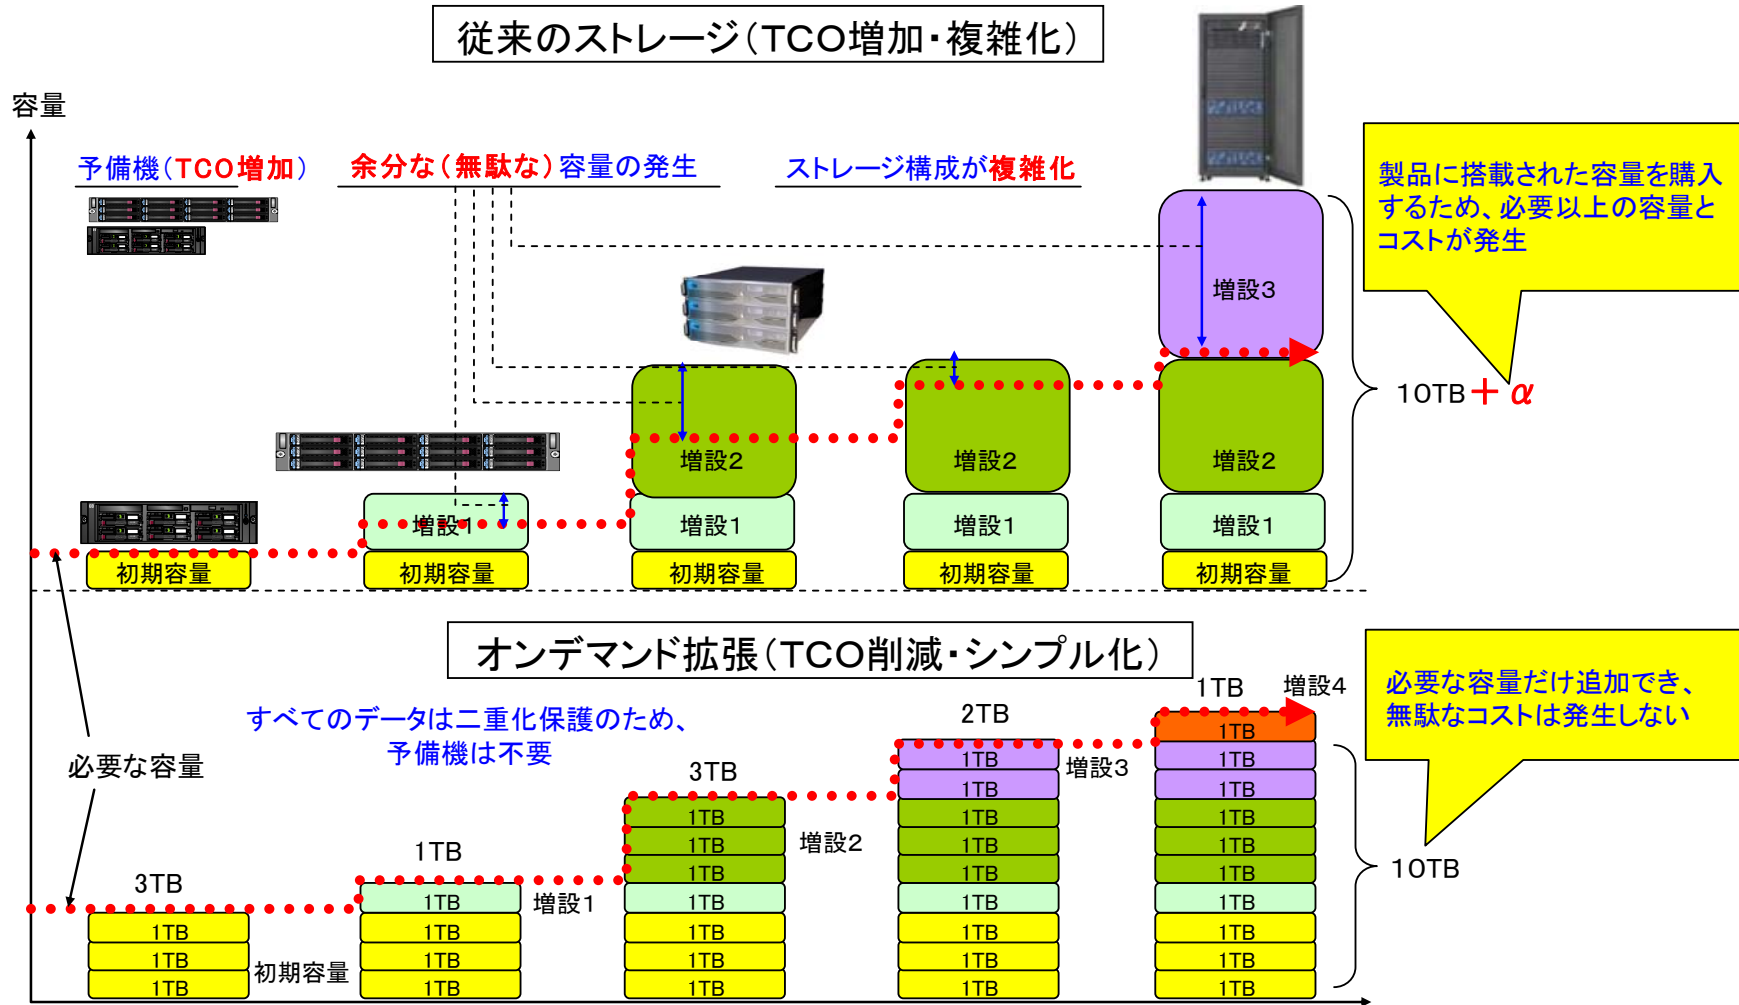 従来のストレージ（TCO増加・複雑化）
容量
予備機（TCO増加）
余分な（無駄な）容量の発生
ストレージ構成が複雑化
製品に搭載された容量を購入
するため、必要以上の容量と
コストが発生
増設3
10TB＋α
増設2
増設2
増設2
増設1
増設1
増設1
増設1
初期容量
初期容量
初期容量
初期容量
初期容量
オンデマンド拡張（TCO削減・シンプル化）
すべてのデータは二重化保護のため、
予備機は不要
必要な容量だけ追加でき、
無駄なコストは発生しない
必要な容量
3TB
1TB
1TB
1TB
初期容量
1TB
1TB
1TB
1TB
1TB
増設1
3TB
1TB
1TB
1TB
1TB
1TB
1TB
1TB
増設2
2TB
1TB
1TB
1TB
1TB
1TB
1TB
1TB
1TB
1TB
増設3
1TB
増設4
1TB
1TB
1TB
1TB
1TB
1TB
1TB
1TB
1TB
1TB
10TB